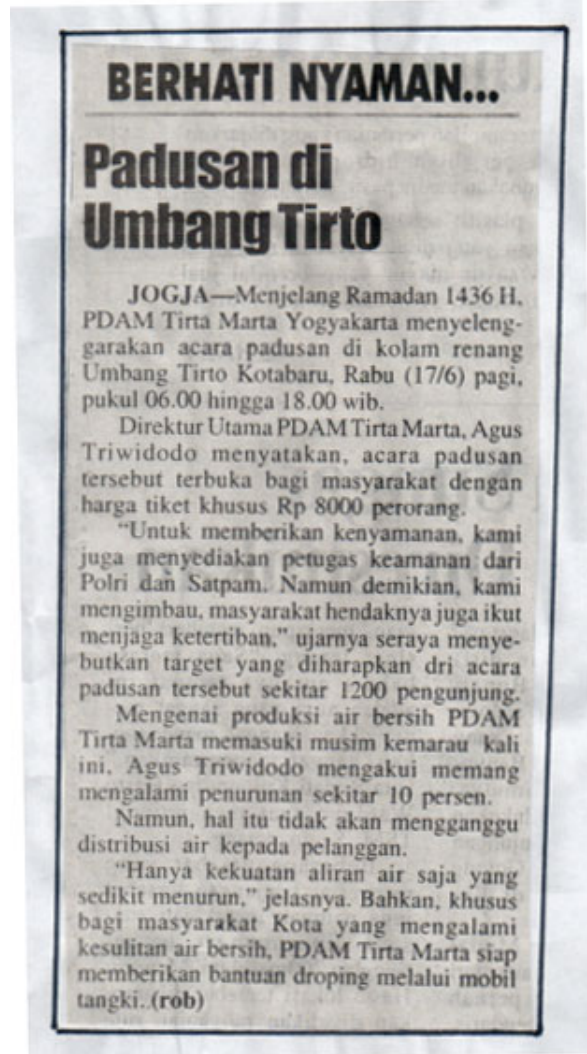 BERHATI NYAMAN...
Padusan di
Umbang Tirto
JOGJA—Menjelang Ramadan 1436 H,
PDAM Tirta Marta Yogyakarta menyeleng-
garakan acara padusan di kolam renang
Umbang Tirto Kotabaru, Rabu (17/6) pagi,
pukul 06.00 hingga 18.00 wib.
Direktur Utama PDAM Tirta Marta, Agus
Triwidodo menyatakan, acara padusan
tersebut terbuka bagi masyarakat dengan
harga tiket khusus Rp 8000 perorang.
“Untuk memberikan kenyamanan, kami
juga menyediakan petugas keamanan dari
Polri dan Satpam. Namun demikian, kami
mengimbau, masyarakat hendaknya juga ikut
menjaga ketertiban,” ujarnya seraya menye-
butkan target yang diharapkan dri acara
padusan tersebut sekitar 1200 pengunjung.
Mengenai produksi air bersih PDAM
Tirta Marta memasuki musim kemarau kali
ini, Agus Triwidodo mengakui memang
mengalami penurunan sekitar 10 persen.
Namun, hal itu tidak akan mengganggu
distribusi air kepada pelanggan.
“Hanya kekuatan aliran air saja yang
sedikit menurun,” jelasnya. Bahkan, khusus
bagi masyarakat Kota yang mengalami
kesulitan air bersih, PDAM Tirta Marta siap
memberikan bantuan droping melalui mobil
tangki..(rob)